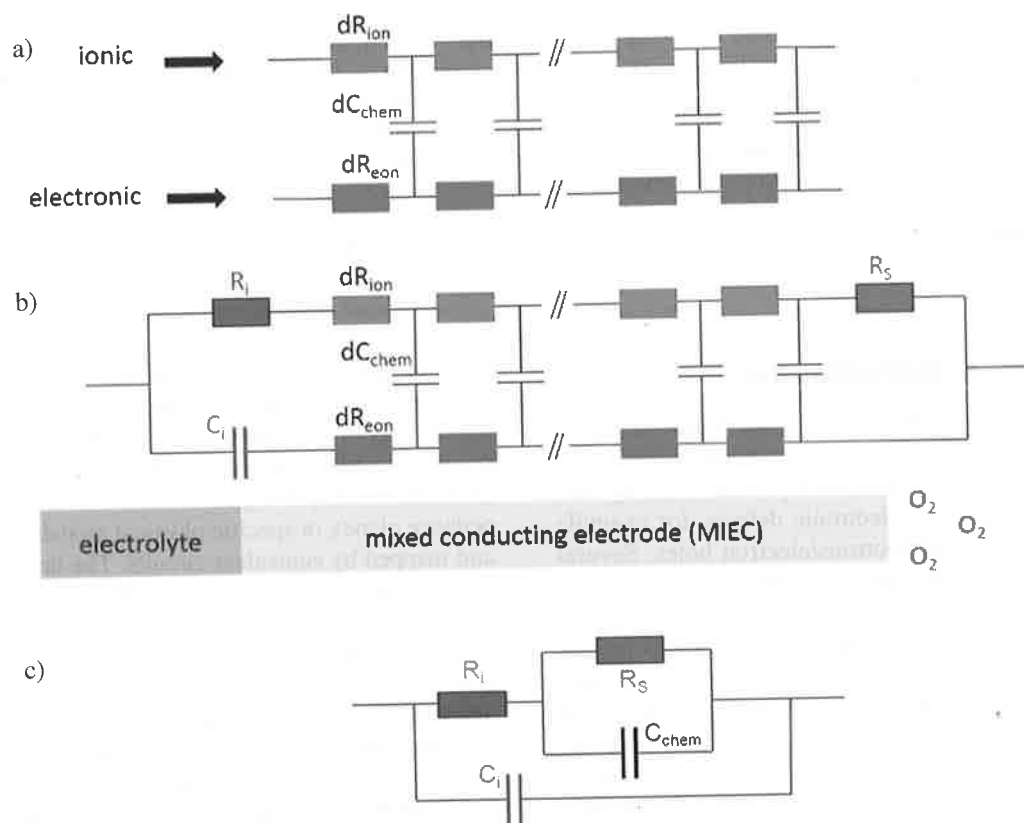 a)
ionic
dR_ion
dC_chem
dR_eon
electronic
b)
R_i
dR_ion
R_S
dC_chem
C_i
dR_eon
electrolyte
mixed conducting electrode (MIEC)
O_2
O_2
O_2
c)
R_i
R_S
C_chem
C_i